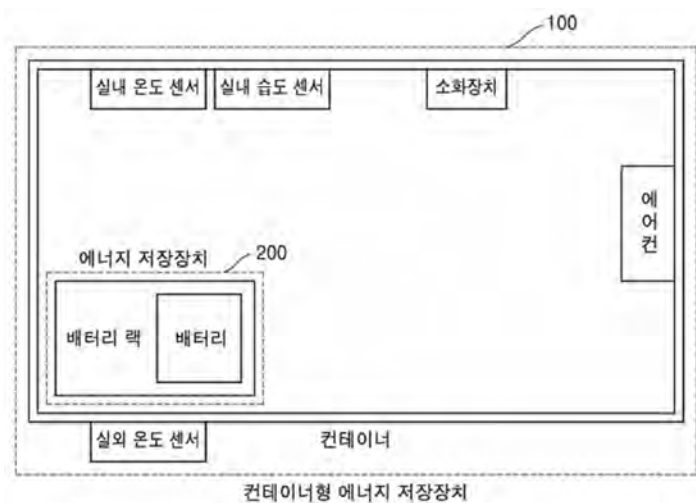 100
실내 온도 센서
실내 습도 센서
소화장치
에어컨
에너지 저장장치
200
배터리 랙
배터리
실외 온도 센서
컨테이너
컨테이너형 에너지 저장장치